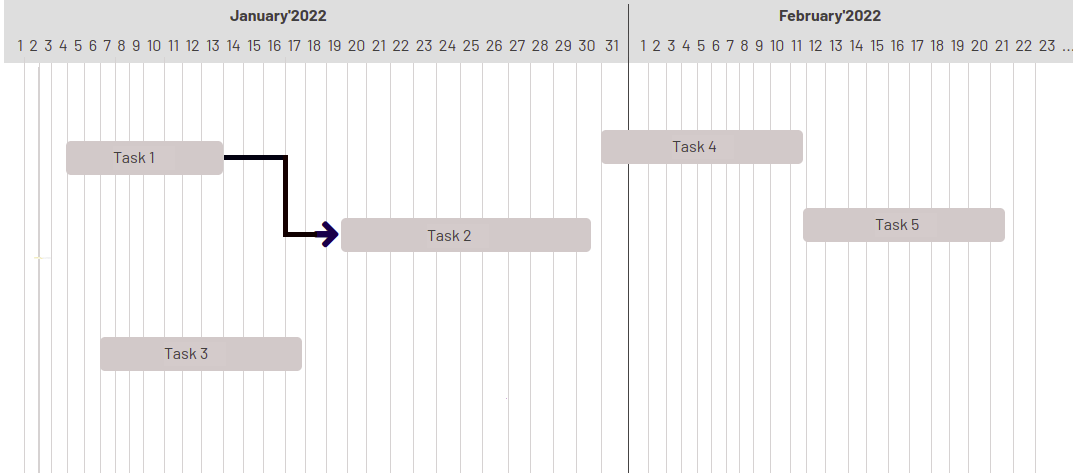 January'2022 February'2022
1 2 3 4 5 6 7 8 9 10 11 12 13 14 15 16 17 18 19 20 21 22 23 24 25 26 27 28 29 30 31 1 2 3 4 5 6 7 8 9 10 11 12 13 14 15 16 17 18 19 20 21 22 23 ...
Task 4
Task 1
Task 5
Task 2
Task 3